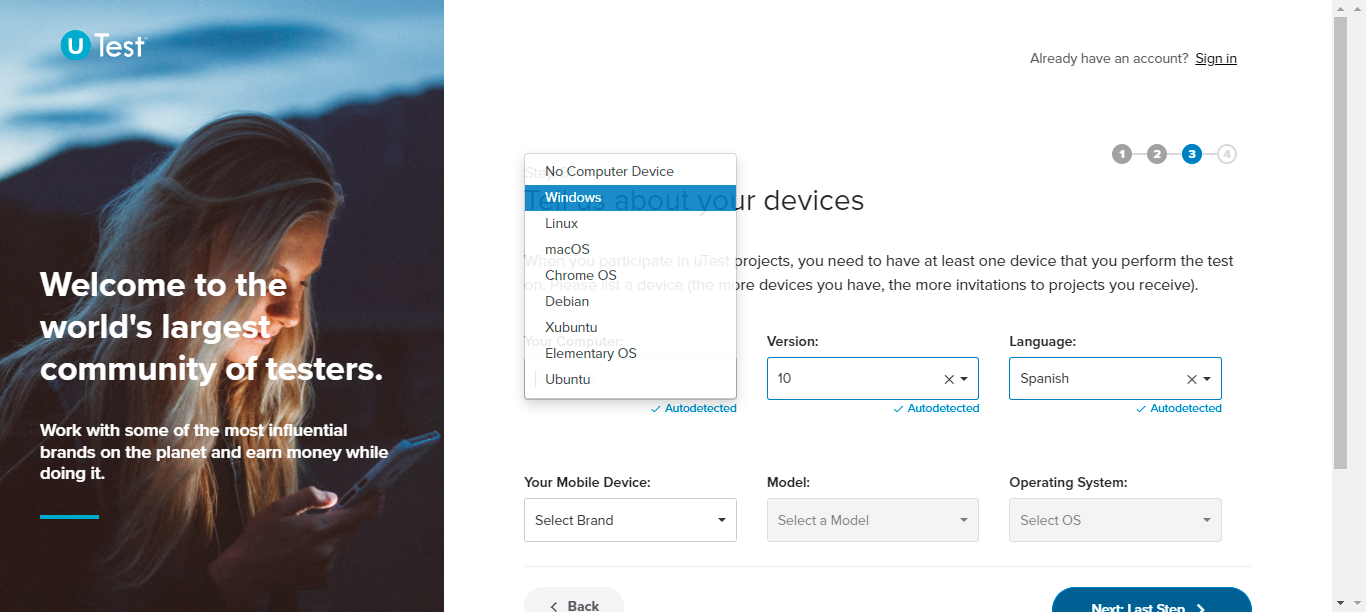 U Test
Welcome to the
world's largest
community of testers.
Work with some of the most influential
brands on the planet and earn money while
doing it.
Already have an account? Sign in
1 2 3 4
Step
Tell us about your devices
When you participate in uTest projects, you need to have at least one device that you perform the test
on. Please list a device (the more devices you have, the more invitations to projects you receive).
No Computer Device
Windows
Linux
macOS
Chrome OS
Debian
Xubuntu
Elementary OS
Ubuntu
Your Computer:
Autodetected
Version:
10
Autodetected
Language:
Spanish
Autodetected
Your Mobile Device:
Select Brand
Model:
Select a Model
Operating System:
Select OS
Back
Next: Last Step